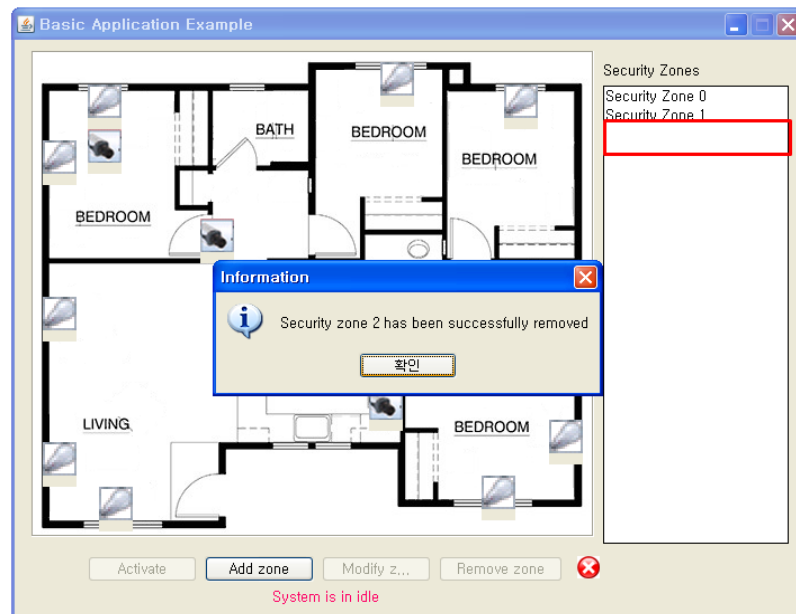 Basic Application Example
Security Zones
Security Zone 0
Security Zone 1
BATH
BEDROOM
BEDROOM
BEDROOM
Information
Security zone 2 has been successfully removed
확인
LIVING
BEDROOM
Activate
Add zone
Modify z...
Remove zone
System is in idle